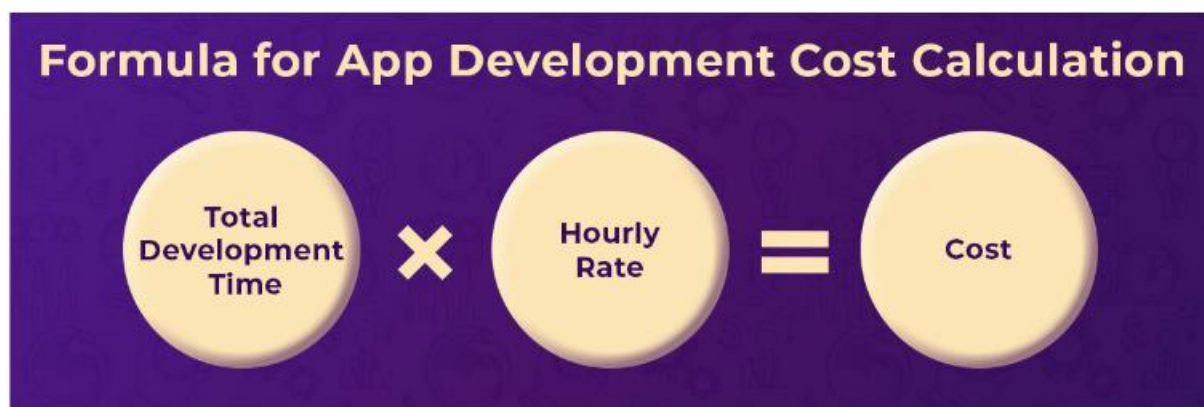 Formula for App Development Cost Calculation
Total
Development
Time
×
Hourly
Rate
=
Cost